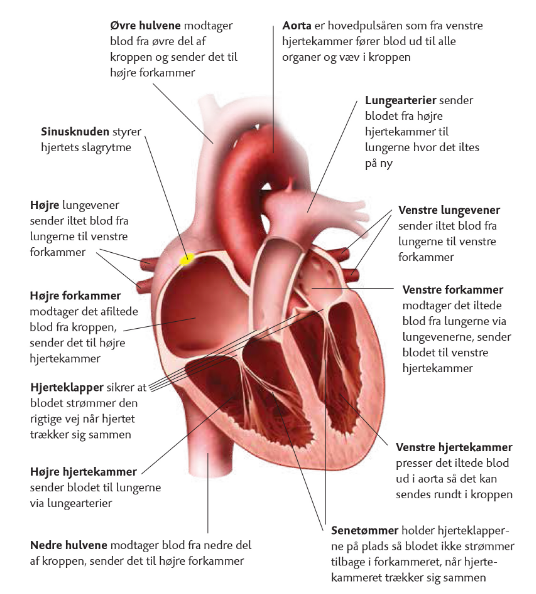 Øvre hulvene modtager
blod fra øvre del af
kroppen og sender det til
højre forkammer
Aorta er hovedpulsåren som fra venstre
hjertekammer fører blod ud til alle
organer og væv i kroppen
Lungearterier sender
blodet fra højre
hjertekammer til
lungerne hvor det iltes
på ny
Sinusknuden styrer
hjertets slagrytme
Højre lungevener
sender iltet blod fra
lungerne til venstre
forkammer
Venstre lungevener
sender iltet blod fra
lungerne til venstre
forkammer
Højre forkammer
modtager det afiltede
blod fra kroppen,
sender det til højre
hjertekammer
Venstre forkammer
modtager det iltede
blod fra lungerne via
lungevenerne, sender
blodet til venstre
hjertekammer
Hjerteklapper sikrer at
blodet strømmer den
rigtige vej når hjertet
trækker sig sammen
Højre hjertekammer
sender blodet til lungerne
via lungearterier
Venstre hjertekammer
presser det iltede blod
ud i aorta så det kan
sendes rundt i kroppen
Nedre hulvene modtager blod fra nedre del
af kroppen, sender det til højre forkammer
Senetømmer holder hjerteklapper-
ne på plads så blodet ikke strømmer
tilbage i forkammeret, når hjerte-
kammeret trækker sig sammen